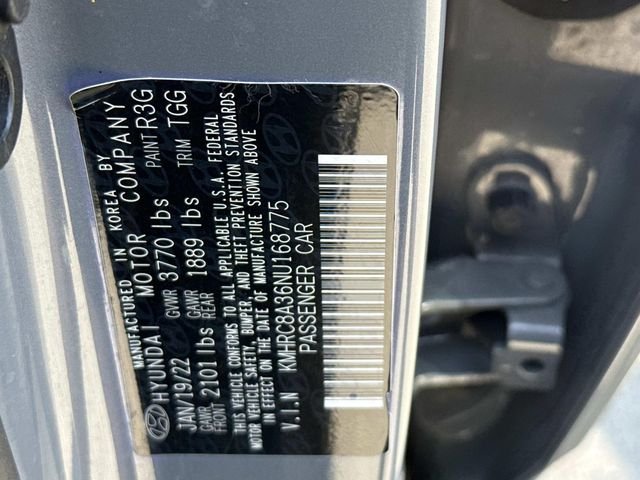 MANUFACTURED IN KOREA BY
HYUNDAI MOTOR COMPANY
JAN/19/22 GVWR 3770 lbs PAINT R3G
GAWR FRONT 2101 lbs GAWR REAR 1889 lbs TRIM TGG
THIS VEHICLE CONFORMS TO ALL APPLICABLE U.S.A. FEDERAL
MOTOR VEHICLE SAFETY, BUMPER, AND THEFT PREVENTION STANDARDS
IN EFFECT ON THE DATE OF MANUFACTURE SHOWN ABOVE
V.I.N KMHRC8A36NU168775
PASSENGER CAR